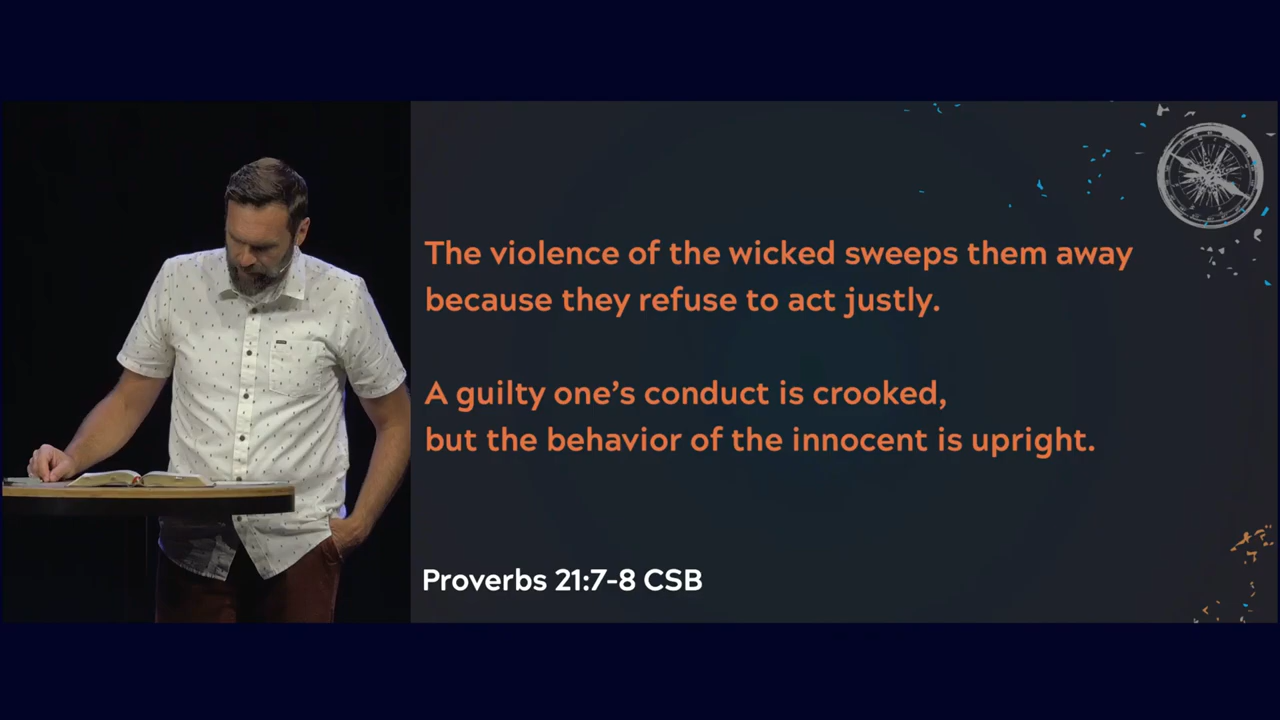 The violence of the wicked sweeps them away
because they refuse to act justly.
A guilty one's conduct is crooked,
but the behavior of the innocent is upright.
Proverbs 21:7-8 CSB